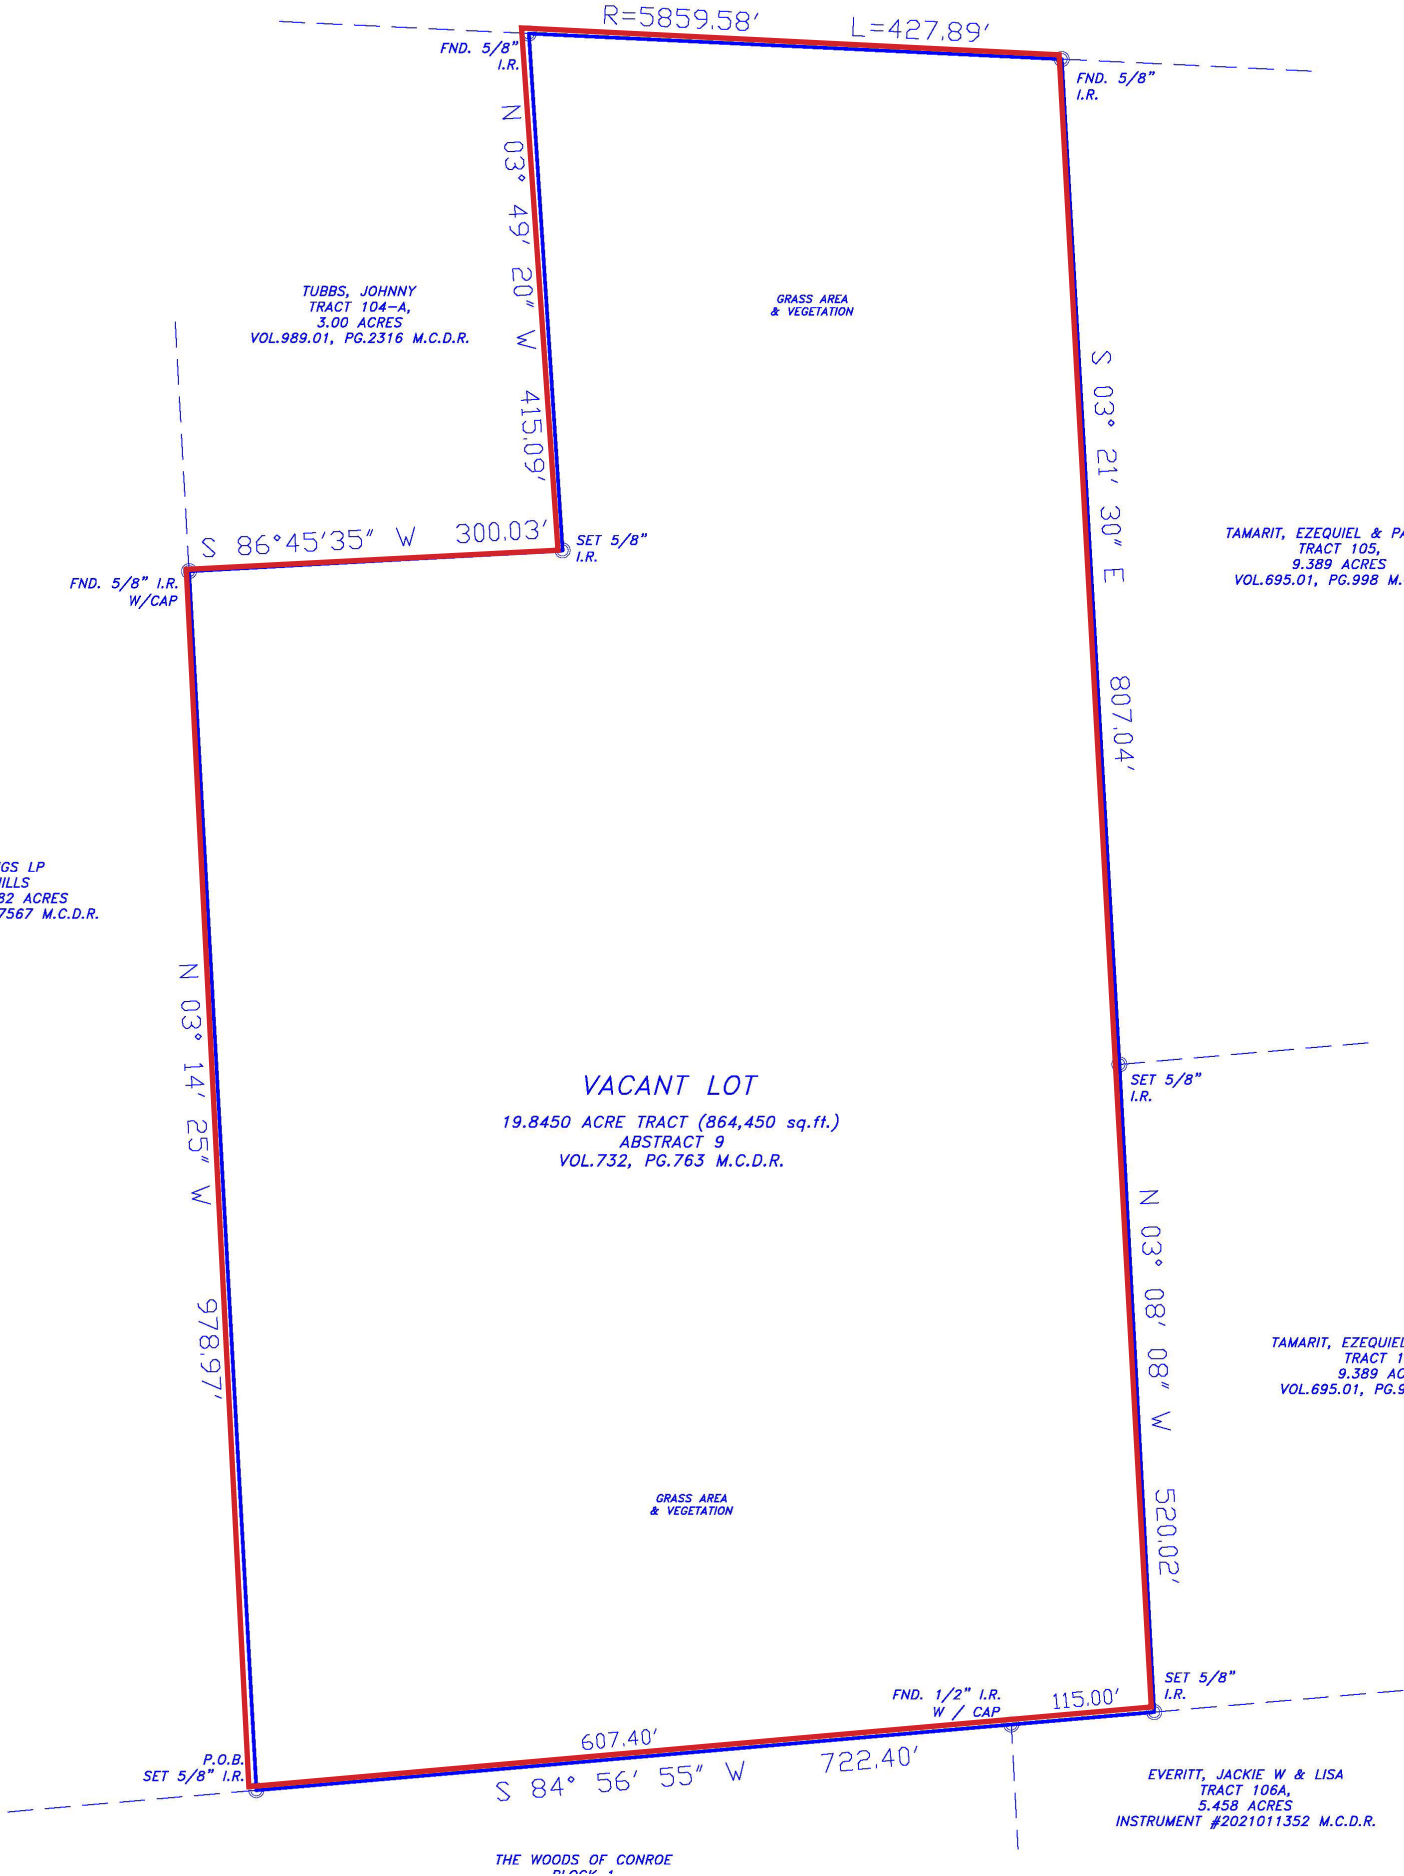 R=5859.58' L=427.89'
FND. 5/8"
I.R.
FND. 5/8"
I.R.
N 03° 49' 20" W 415.09'
TUBBS, JOHNNY
TRACT 104-A,
3.00 ACRES
VOL.989.01, PG.2316 M.C.D.R.
GRASS AREA
& VEGETATION
S 03° 21' 30" E 807.04'
S 86°45'35" W 300.03'
SET 5/8"
I.R.
FND. 5/8" I.R.
W/CAP
TAMARIT, EZEQUIEL & PA
TRACT 105,
9.389 ACRES
VOL.695.01, PG.998 M.
GS LP
ILLS
82 ACRES
7567 M.C.D.R.
N 03° 14' 25" W 978.97'
VACANT LOT
19.8450 ACRE TRACT (864,450 sq.ft.)
ABSTRACT 9
VOL.732, PG.763 M.C.D.R.
SET 5/8"
I.R.
N 03° 08' 08" W 520.02'
TAMARIT, EZEQUIEL
TRACT 1
9.389 AC
VOL.695.01, PG.9
GRASS AREA
& VEGETATION
SET 5/8"
I.R.
FND. 1/2" I.R.
W / CAP
115.00'
607.40'
P.O.B.
SET 5/8" I.R.
S 84° 56' 55" W 722.40'
EVERITT, JACKIE W & LISA
TRACT 106A,
5.458 ACRES
INSTRUMENT #2021011352 M.C.D.R.
THE WOODS OF CONROE
BLOCK 1